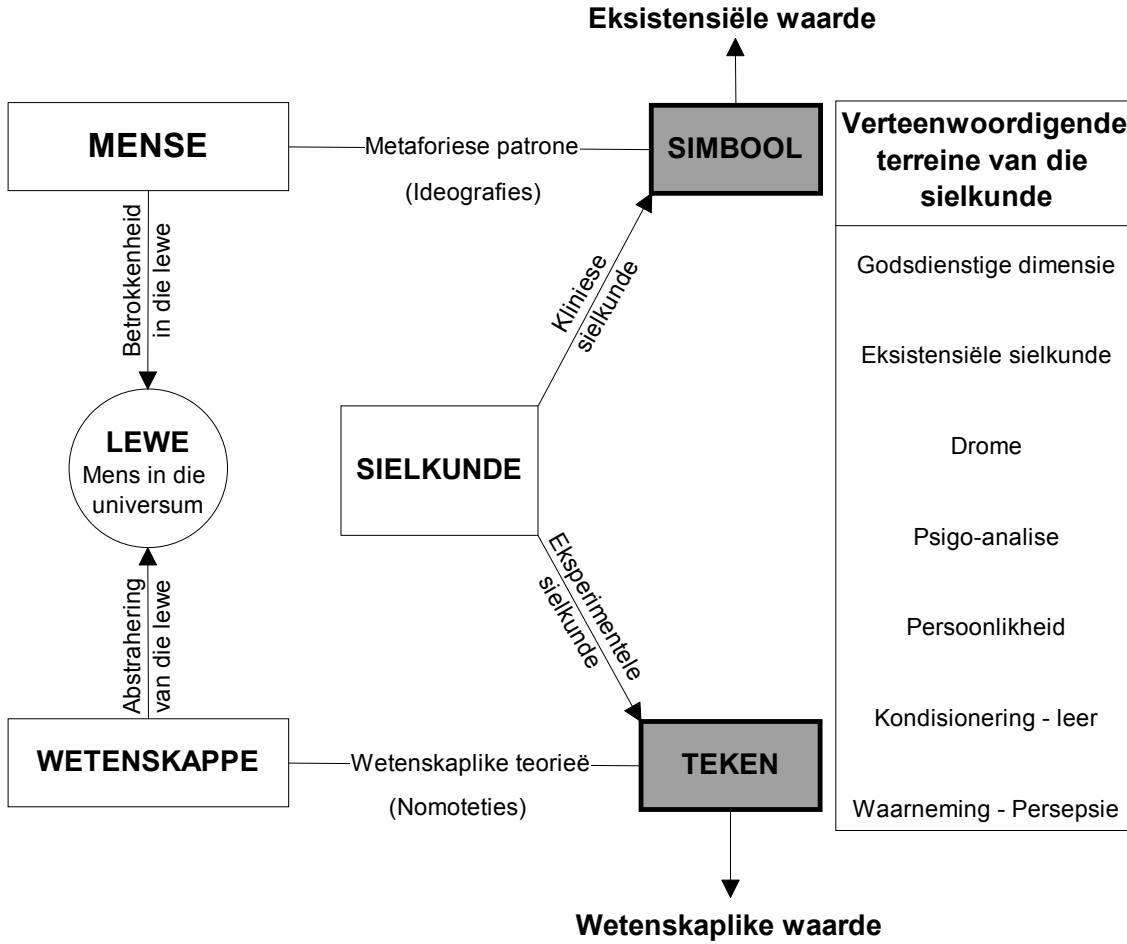 Eksistensiële waarde
MENSE
Metaforiese patrone
(Ideografies)
SIMBOOL
Betrokkenheid
in die lewe
Kliniese
sielkunde
LEWE
Mens in die
universum
SIELKUNDE
Abstrahering
van die lewe
Eksperimentele
sielkunde
WETENSKAPPE
Wetenskaplike teorieë
(Nomoteties)
TEKEN
Wetenskaplike waarde
Verteenwoordigende
terreine van die
sielkunde
Godsdienstige dimensie
Eksistensiële sielkunde
Drome
Psigo-analise
Persoonlikheid
Kondisionering - leer
Waarneming - Persepsie